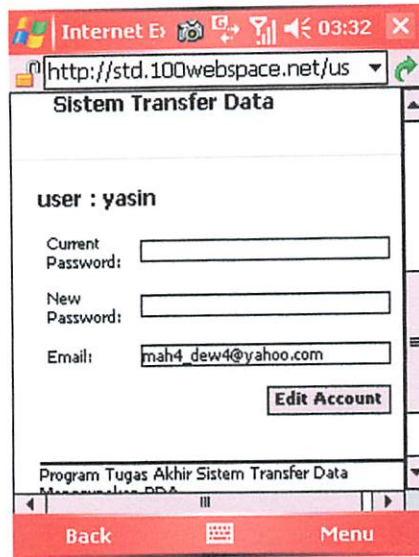 Internet E
G
03:32
http://std.100webspace.net/us
Sistem Transfer Data
user : yasin
Current
Password:
New
Password:
Email:
mah4_dew4@yahoo.com
Edit Account
Program Tugas Akhir Sistem Transfer Data
Back
Menu